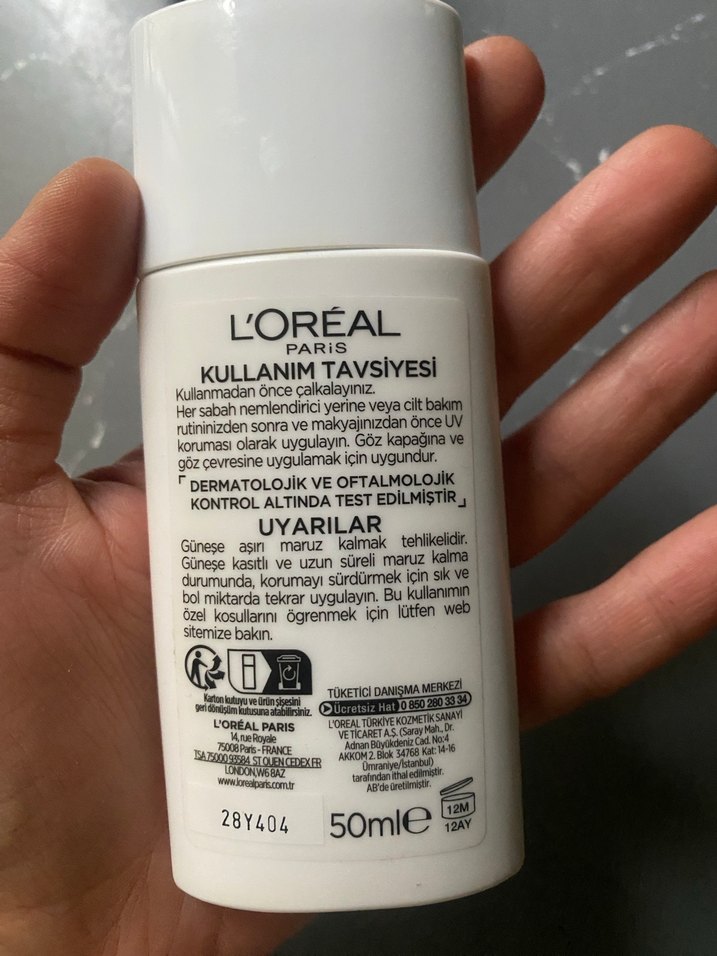 L'ORÉAL
PARiS
KULLANIM TAVSİYESİ
Kullanmadan önce çalkalayınız.
Her sabah nemlendirici yerine veya cilt bakım
rutininizden sonra ve makyajınızdan önce UV
koruması olarak uygulayın. Göz kapağına ve
göz çevresine uygulamak için uygundur.
DERMATOLOJİK VE OFTALMOLOJİK
KONTROL ALTINDA TEST EDİLMİŞTİR
UYARILAR
Güneşe aşırı maruz kalmak tehlikelidir.
Güneşe kasıtlı ve uzun süreli maruz kalma
durumunda, korumayı sürdürmek için sık ve
bol miktarda tekrar uygulayın. Bu kullanımın
özel kosullarını ögrenmek için lütfen web
sitemize bakın.
Karton kutuyu ve ürün şişesini
geri dönüşüm kutusuna atabilirsiniz.
L'ORÉAL PARIS
14, rue Royale
75008 Paris - FRANCE
TSA 75000 93584 ST OUEN CEDEX FR
LONDON,W6 8AZ
www.lorealparis.com.tr
28Y404
TÜKETİCİ DANIŞMA MERKEZİ
Ücretsiz Hat 0 850 280 33 34
L'OREAL TÜRKİYE KOZMETİK SANAYİ
VE TİCARET A.Ş. (Saray Mah., Dr.
Adnan Büyükdeniz Cad. No:4
AKKOM 2. Blok 34768 Kat: 14-16
Ümraniye/İstanbul)
tarafından ithal edilmiştir.
AB'de üretilmiştir.
50ml e
12M
12AY